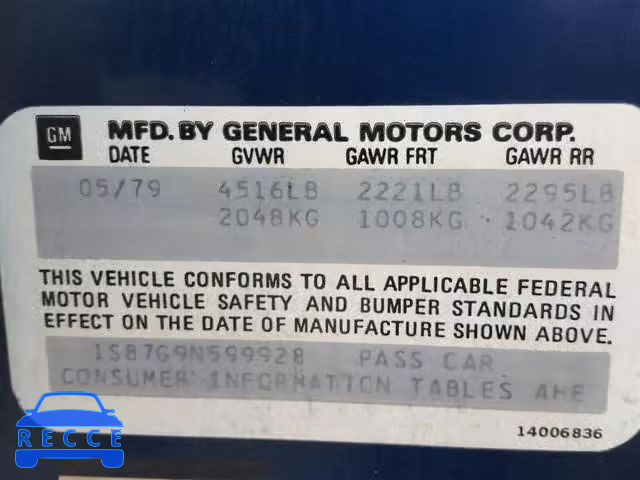 GM MFD. BY GENERAL MOTORS CORP.
DATE GVWR GAWR FRT GAWR RR
05/79 4516LB 2221LB 2295LB
2048KG 1008KG 1042KG
THIS VEHICLE CONFORMS TO ALL APPLICABLE FEDERAL
MOTOR VEHICLE SAFETY AND BUMPER STANDARDS IN
EFFECT ON THE DATE OF MANUFACTURE SHOWN ABOVE.
1S87G9N599928 PASS CAR
CONSUMER INFORMATION TABLES AHE
14006836
RECCE